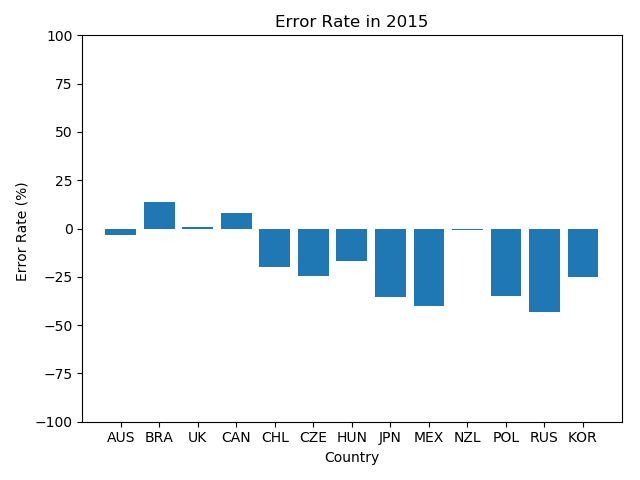 Error Rate in 2015
100
75
50
25
0
−25
−50
−75
−100
Error Rate (%)
AUS BRA UK CAN CHL CZE HUN JPN MEX NZL POL RUS KOR
Country